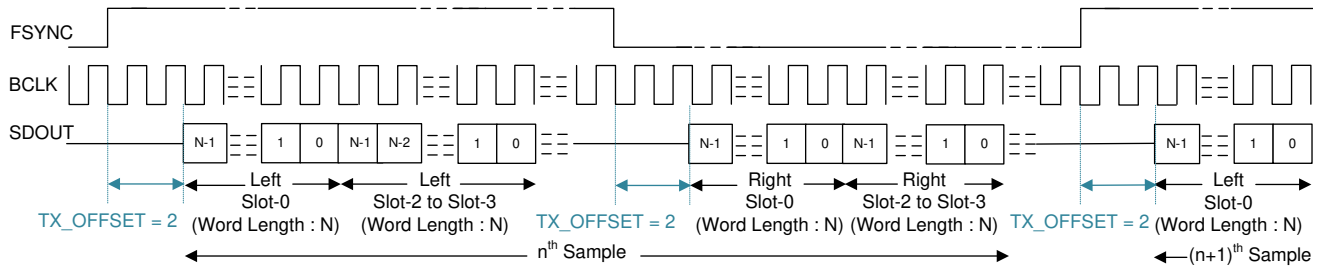 FSYNC
BCLK
SDOUT
N-1 1 0 N-1 N-2 1 0 N-1 1 0 N-1 1 0 N-1 1 0
Left Left Right Right Left
Slot-0 Slot-2 to Slot-3 Slot-0 Slot-2 to Slot-3 Slot-0
TX_OFFSET = 2 (Word Length : N) (Word Length : N) TX_OFFSET = 2 (Word Length : N) (Word Length : N) TX_OFFSET = 2 (Word Length : N)
nth Sample (n+1)th Sample